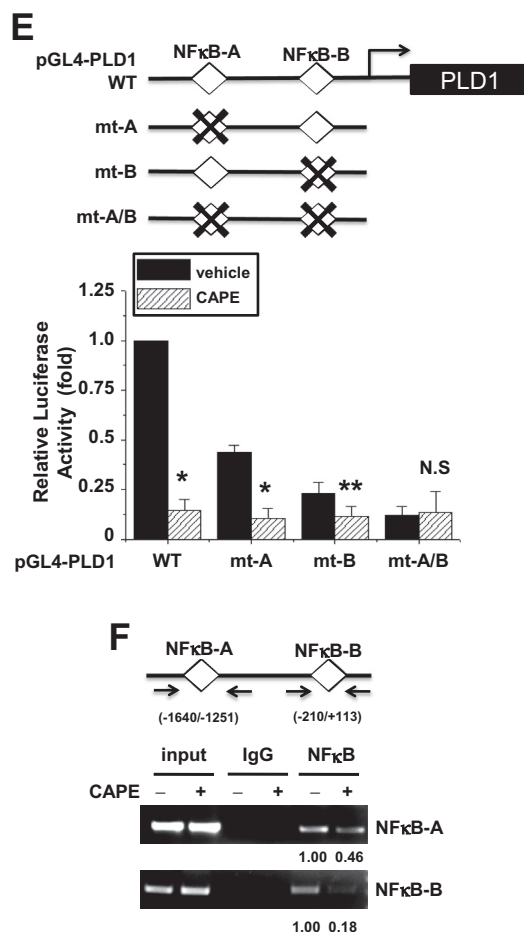 E
NFκB-A NFκB-B
pGL4-PLD1
WT
PLD1
mt-A
mt-B
mt-A/B
vehicle
CAPE
1.25
1.0
0.75
0.5
0.25
0
Relative Luciferase
Activity (fold)
* * ** N.S
pGL4-PLD1 WT mt-A mt-B mt-A/B
F
NFκB-A NFκB-B
(-1640/-1251) (-210/+113)
input IgG NFκB
CAPE – + – + – +
NFκB-A
1.00 0.46
NFκB-B
1.00 0.18